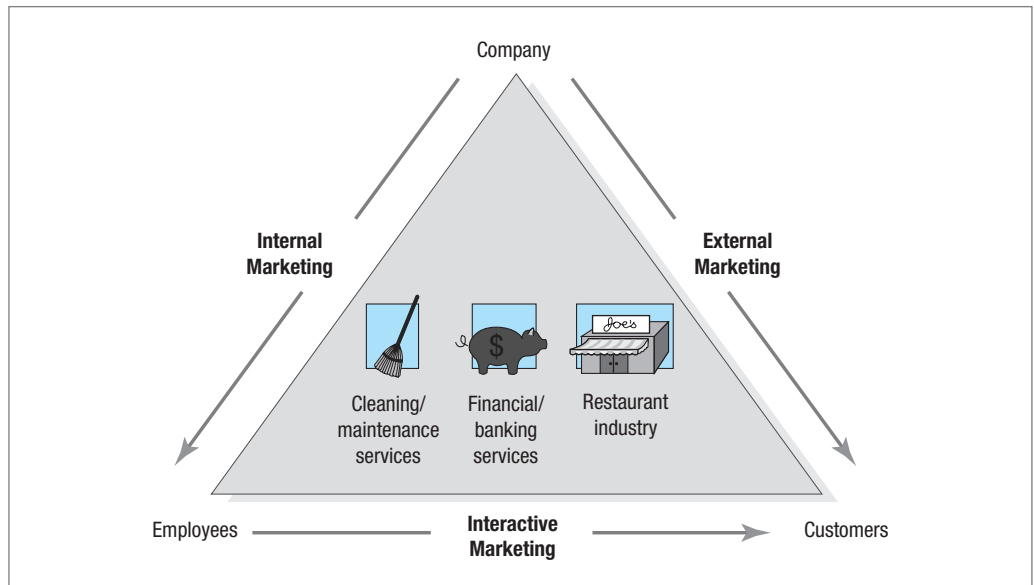 Company
Internal
Marketing
External
Marketing
Joe's
$
Cleaning/
maintenance
services
Financial/
banking
services
Restaurant
industry
Employees
Interactive
Marketing
Customers